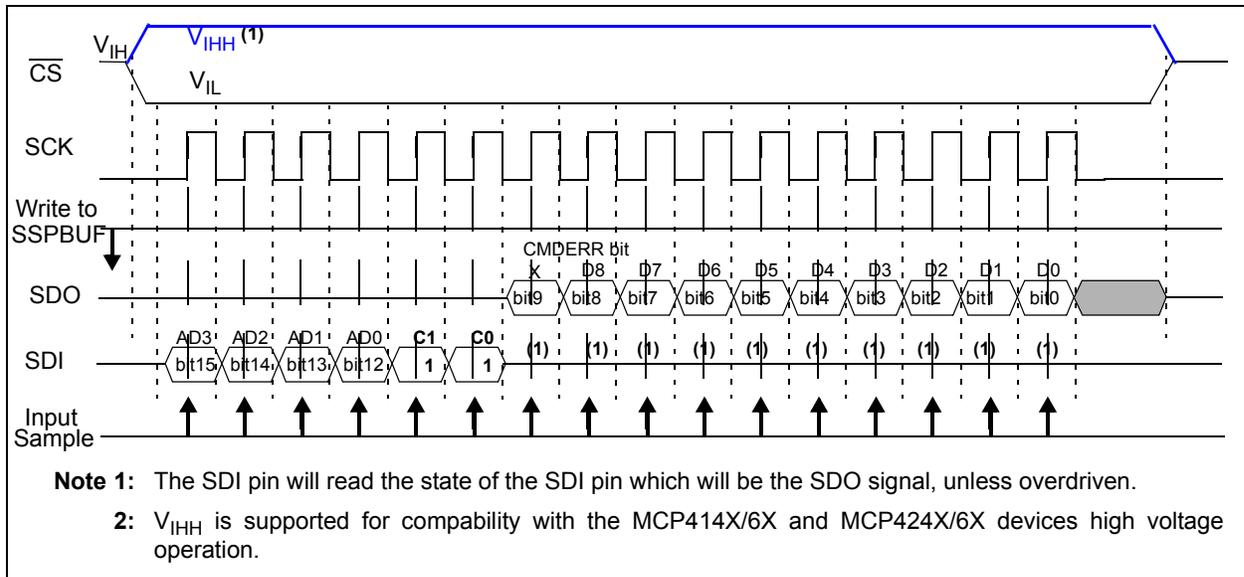 VIH
VIHH (1)
CS
VIL
SCK
Write to
SSPBUF
CMDERR bit
X D8 D7 D6 D5 D4 D3 D2 D1 D0
SDO
bit9 bit8 bit7 bit6 bit5 bit4 bit3 bit2 bit1 bit0
AD3 AD2 AD1 AD0 C1 C0 (1) (1) (1) (1) (1) (1) (1) (1) (1) (1)
SDI
bit15 bit14 bit13 bit12 1 1
Input
Sample
Note 1: The SDI pin will read the state of the SDI pin which will be the SDO signal, unless overdriven.
2: VIHH is supported for compability with the MCP414X/6X and MCP424X/6X devices high voltage
operation.